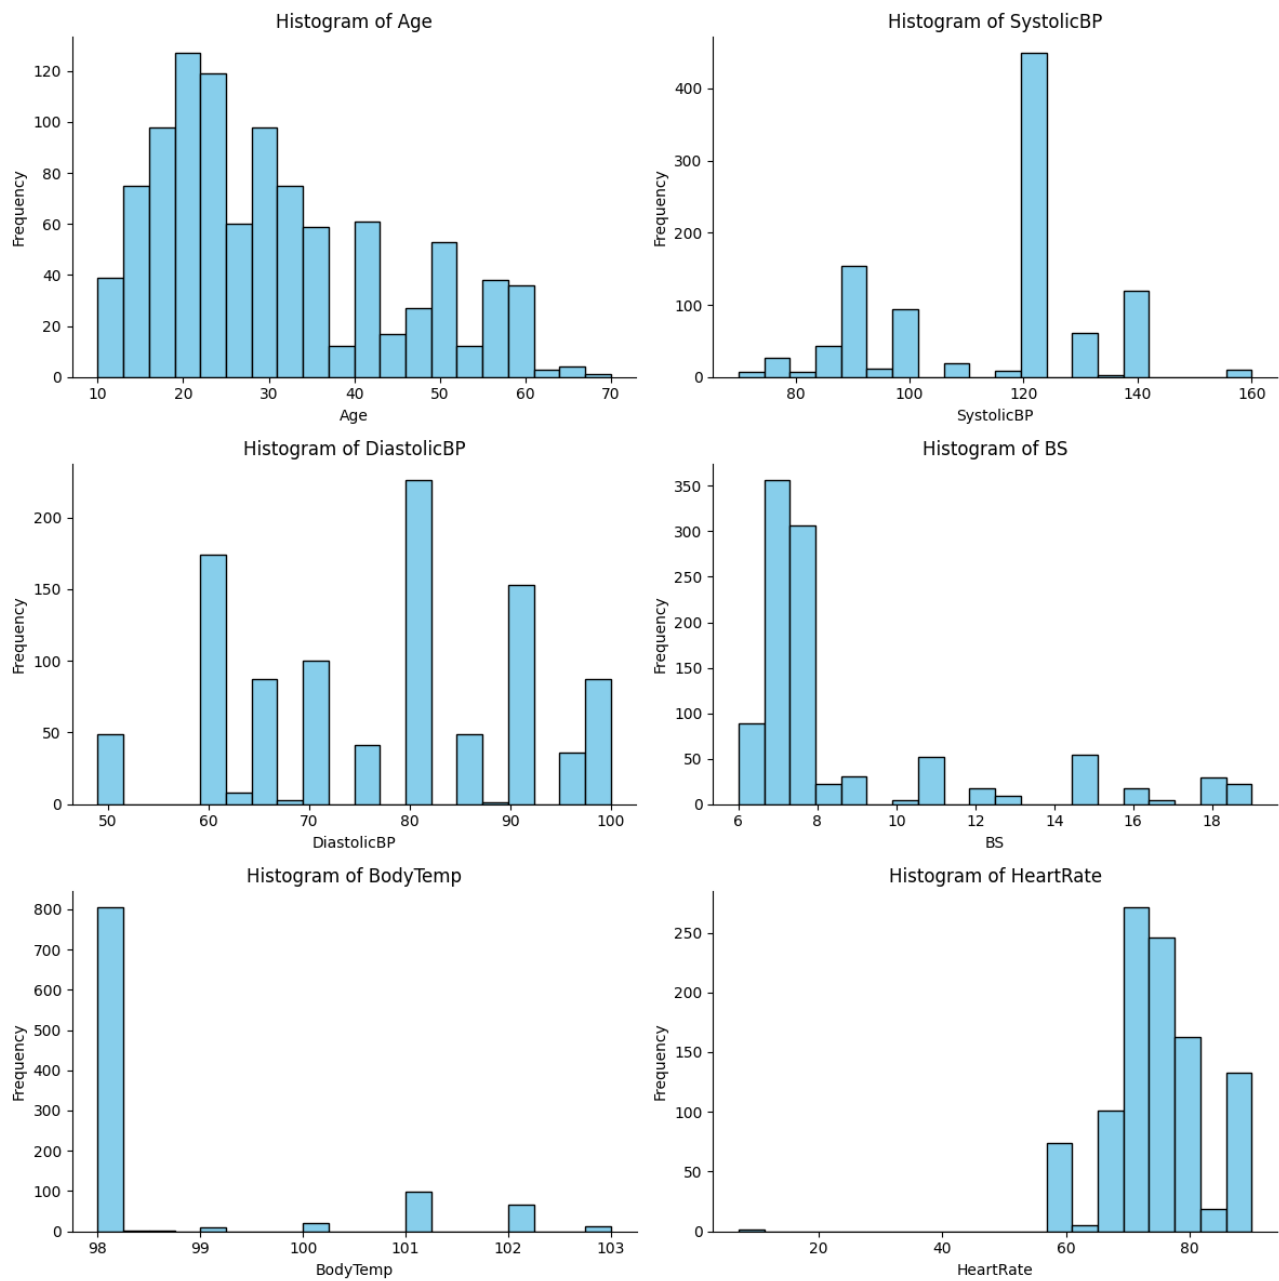 Histogram of Age
120
100
80
60
40
20
0
Frequency
10 20 30 40 50 60 70
Age
Histogram of SystolicBP
400
300
200
100
0
Frequency
80 100 120 140 160
SystolicBP
Histogram of DiastolicBP
200
150
100
50
0
Frequency
50 60 70 80 90 100
DiastolicBP
Histogram of BS
350
300
250
200
150
100
50
0
Frequency
6 8 10 12 14 16 18
BS
Histogram of BodyTemp
800
700
600
500
400
300
200
100
0
Frequency
98 99 100 101 102 103
BodyTemp
Histogram of HeartRate
250
200
150
100
50
0
Frequency
20 40 60 80
HeartRate